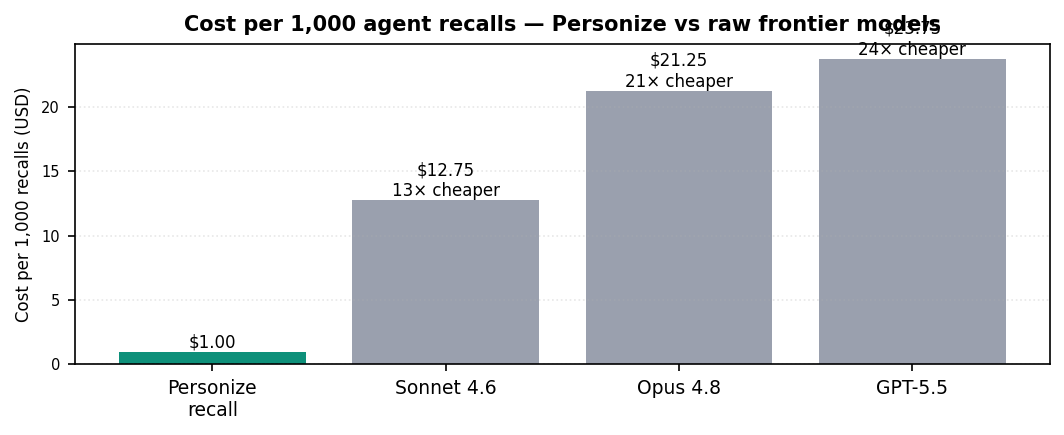 Cost per 1,000 agent recalls — Personize vs raw frontier models
$23.75
24× cheaper
$21.25
21× cheaper
$12.75
13× cheaper
$1.00
Cost per 1,000 recalls (USD)
20
15
10
5
0
Personize
recall
Sonnet 4.6
Opus 4.8
GPT-5.5